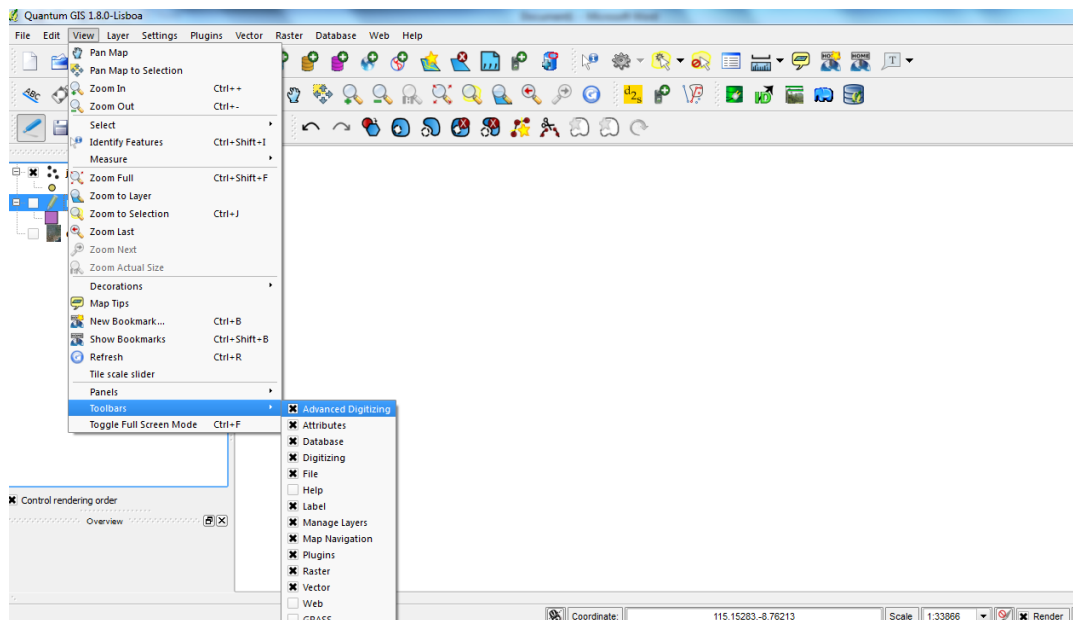 Quantum GIS 1.8.0-Lisboa
File Edit View Layer Settings Plugins Vector Raster Database Web Help
Pan Map
Pan Map to Selection
Zoom In Ctrl++
Zoom Out Ctrl+-
Select
Identify Features Ctrl+Shift+I
Measure
Zoom Full Ctrl+Shift+F
Zoom to Layer
Zoom to Selection Ctrl+J
Zoom Last
Zoom Next
Zoom Actual Size
Decorations
Map Tips
New Bookmark... Ctrl+B
Show Bookmarks Ctrl+Shift+B
Refresh Ctrl+R
Tile scale slider
Panels
Toolbars
Toggle Full Screen Mode Ctrl+F
Advanced Digitizing
Attributes
Database
Digitizing
File
Help
Label
Manage Layers
Map Navigation
Plugins
Raster
Vector
Web
GRASS
Control rendering order
Overview
Coordinate: 115.15283,-8.76213 Scale 1:33866 Render